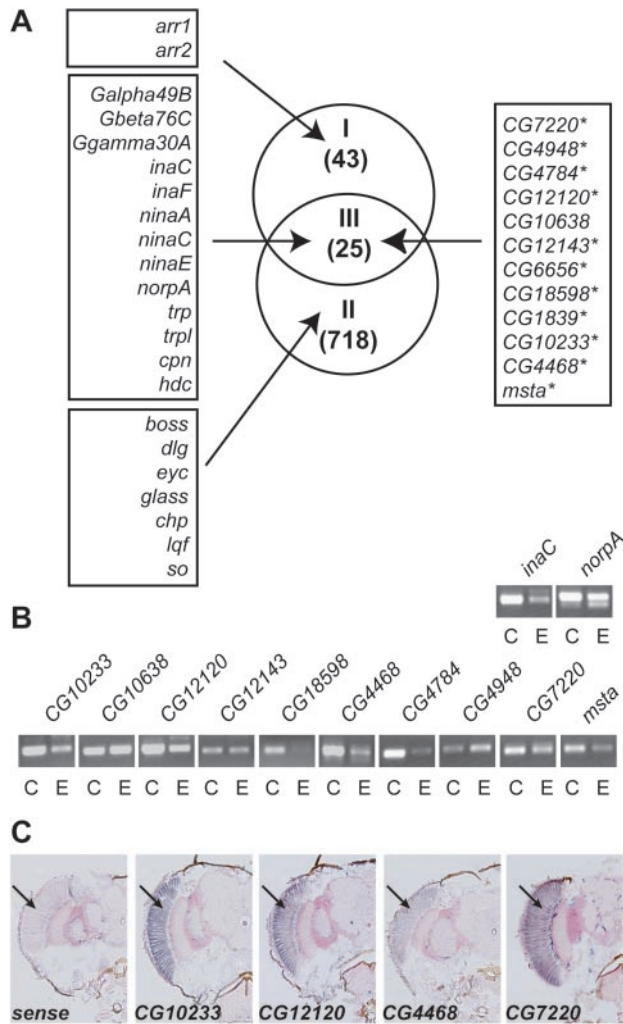 A
arr1
arr2
Galpha49B
Gbeta76C
Ggamma30A
inaC
inaF
ninaA
ninaC
ninaE
norpA
trp
trpl
cpn
hdc
boss
dlg
eyc
glass
chp
lqf
so
I
(43)
III
(25)
II
(718)
CG7220*
CG4948*
CG4784*
CG12120*
CG10638
CG12143*
CG6656*
CG18598*
CG1839*
CG10233*
CG4468*
msta*
inaC norpA
C E C E
B
CG10233 CG10638 CG12120 CG12143 CG18598 CG4468 CG4784 CG4948 CG7220 msta
C E C E C E C E C E C E C E C E C E C E
C
sense CG10233 CG12120 CG4468 CG7220